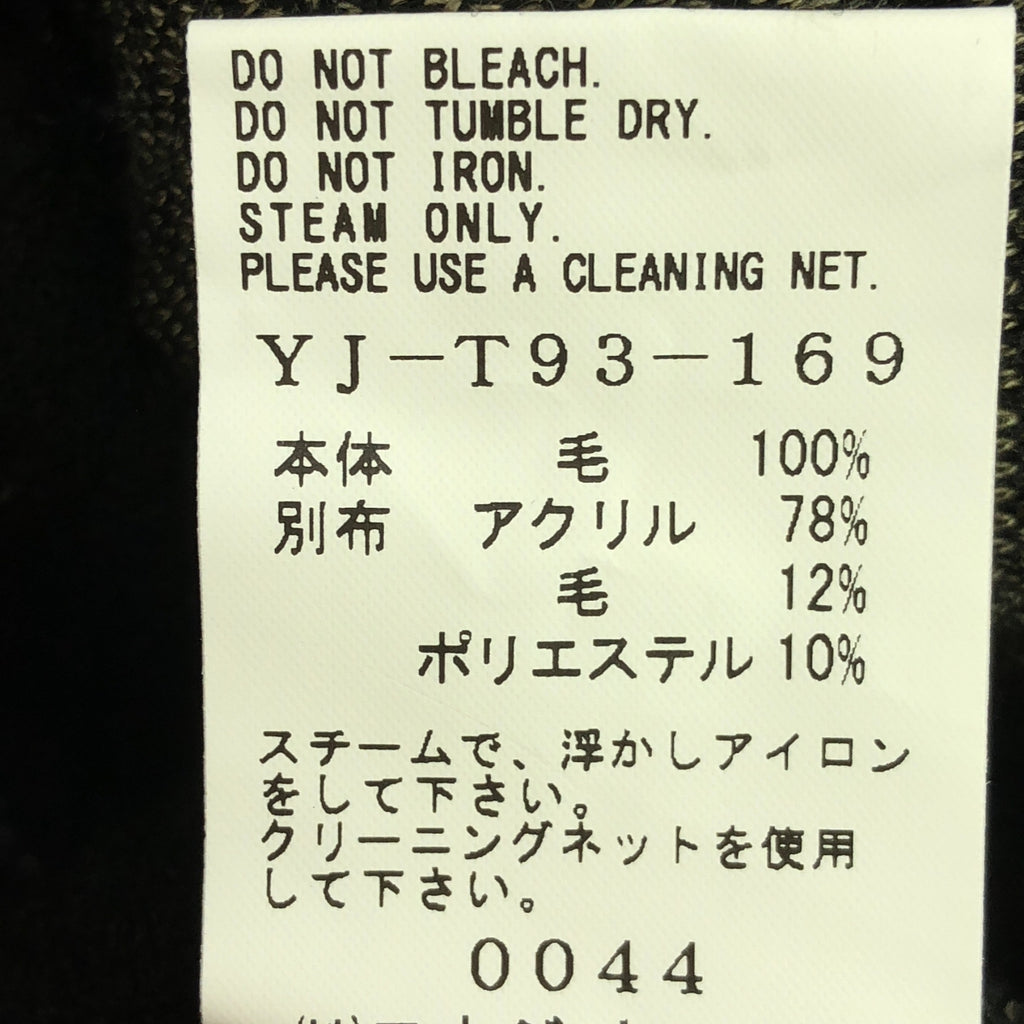 DO NOT BLEACH.
DO NOT TUMBLE DRY.
DO NOT IRON.
STEAM ONLY.
PLEASE USE A CLEANING NET.
YJ－T93－169
本体 毛 100%
別布 アクリル 78%
毛 12%
ポリエステル 10%
スチームで、浮かしアイロン
をして下さい。
クリーニングネットを使用
して下さい。
0044